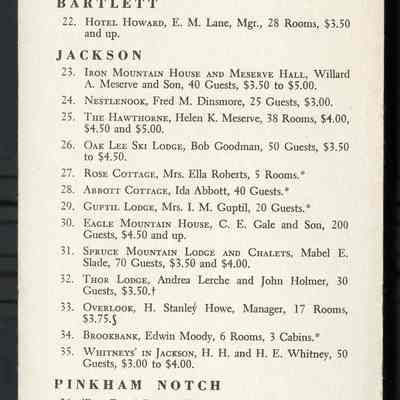 BARTLETT
22. HOTEL HOWARD, E. M. Lane, Mgr., 28 Rooms, $3.50
and up.
JACKSON
23. IRON MOUNTAIN HOUSE AND MESERVE HALL, Willard
A. Meserve and Son, 40 Guests, $3.50 to $5.00.
24. NESTLENOOK, Fred M. Dinsmore, 25 Guests, $3.00.
25. THE HAWTHORNE, Helen K. Meserve, 38 Rooms, $4.00,
$4.50 and $5.00.
26. OAK LEE SKI LODGE, Bob Goodman, 50 Guests, $3.50
to $4.50.
27. ROSE COTTAGE, Mrs. Ella Roberts, 5 Rooms.*
28. ABBOTT COTTAGE, Ida Abbott, 40 Guests.*
29. GUPTIL LODGE, Mrs. I. M. Guptil, 20 Guests.*
30. EAGLE MOUNTAIN HOUSE, C. E. Gale and Son, 200
Guests, $4.50 and up.
31. SPRUCE MOUNTAIN LODGE AND CHALETS, Mabel E.
Slade, 70 Guests, $3.50 and $4.00.
32. THOR LODGE, Andrea Lerche and John Holmer, 30
Guests, $3.50.†
33. OVERLOOK, H. Stanley Howe, Manager, 17 Rooms,
$3.75.§
34. BROOKBANK, Edwin Moody, 6 Rooms, 3 Cabins.*
35. WHITNEYS' IN JACKSON, H. H. and H. E. Whitney, 50
Guests, $3.00 to $4.00.
PINKHAM NOTCH